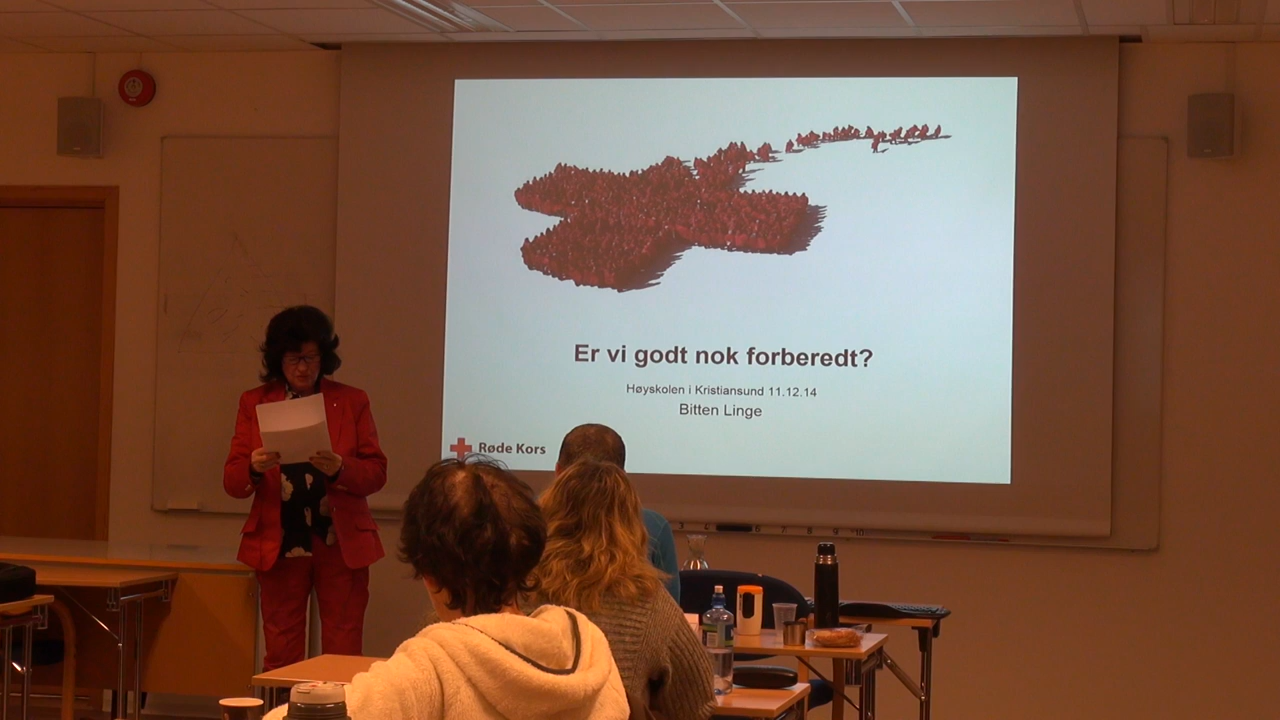 Er vi godt nok forberedt?
Høyskolen i Kristiansund 11.12.14
Bitten Linge
Røde Kors